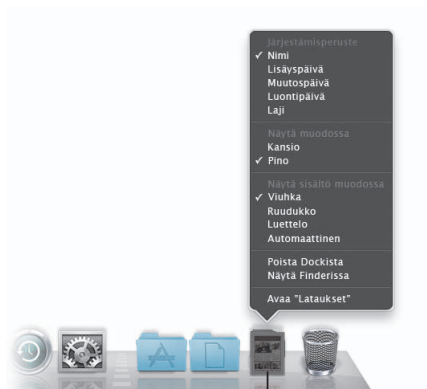 Järjestämisperuste
✓ Nimi
Lisäyspäivä
Muutospäivä
Luontipäivä
Laji
Näytä muodossa
Kansio
✓ Pino
Näytä sisältö muodossa
✓ Viuhka
Ruudukko
Luettelo
Automaattinen
Poista Dockista
Näytä Finderissa
Avaa "Lataukset"